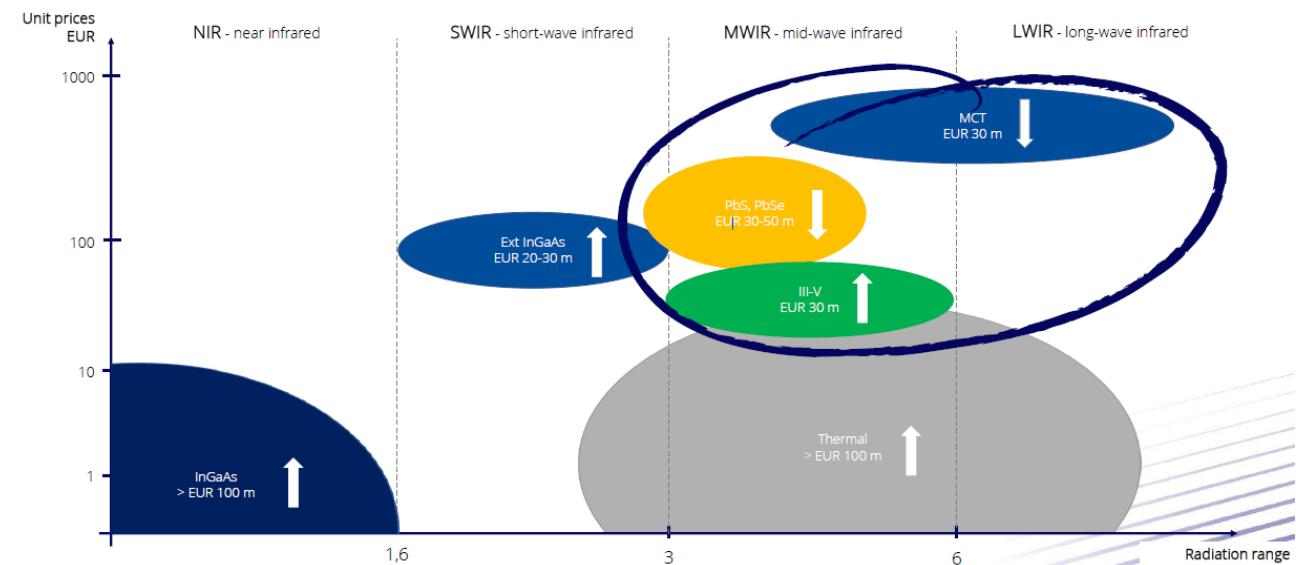 Unit prices
EUR
NIR - near infrared
SWIR - short-wave infrared
MWIR - mid-wave infrared
LWIR - long-wave infrared
1000
MCT
EUR 30 m
PbS, PbSe
EUR 30-50 m
100
Ext InGaAs
EUR 20-30 m
III-V
EUR 30 m
10
Thermal
> EUR 100 m
1
InGaAs
> EUR 100 m
1,6
3
6
Radiation range